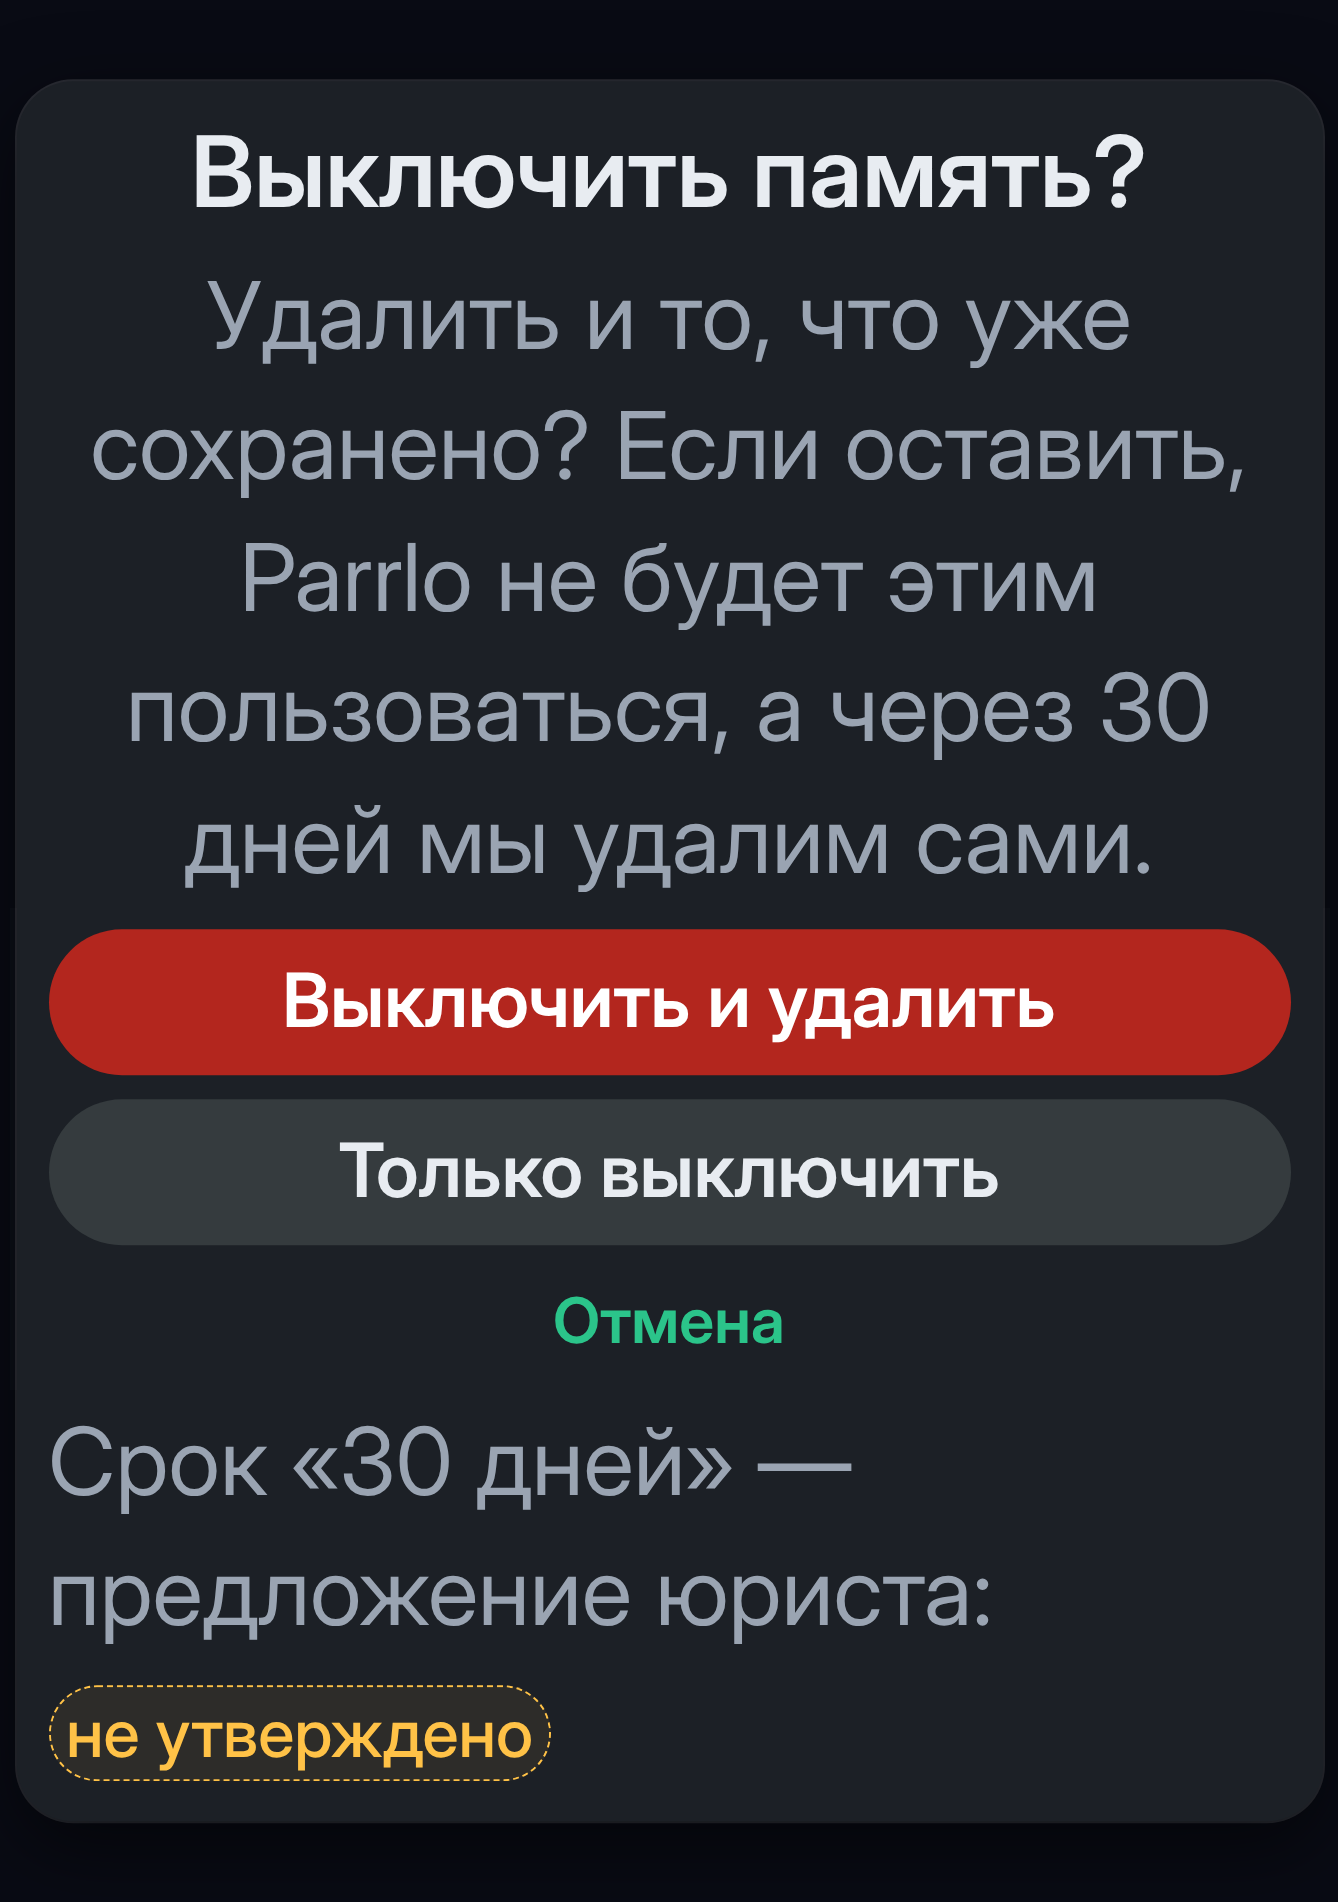 Выключить память?
Удалить и то, что уже
сохранено? Если оставить,
Parrlo не будет этим
пользоваться, а через 30
дней мы удалим сами.
Выключить и удалить
Только выключить
Отмена
Срок «30 дней» —
предложение юриста:
не утверждено